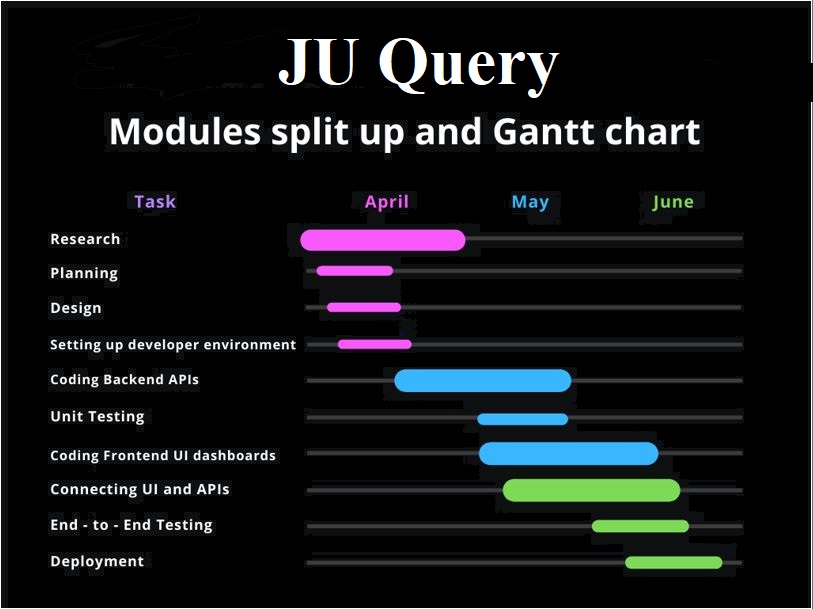 JU Query
Modules split up and Gantt chart
Task April May June
Research
Planning
Design
Setting up developer environment
Coding Backend APIs
Unit Testing
Coding Frontend UI dashboards
Connecting UI and APIs
End - to - End Testing
Deployment